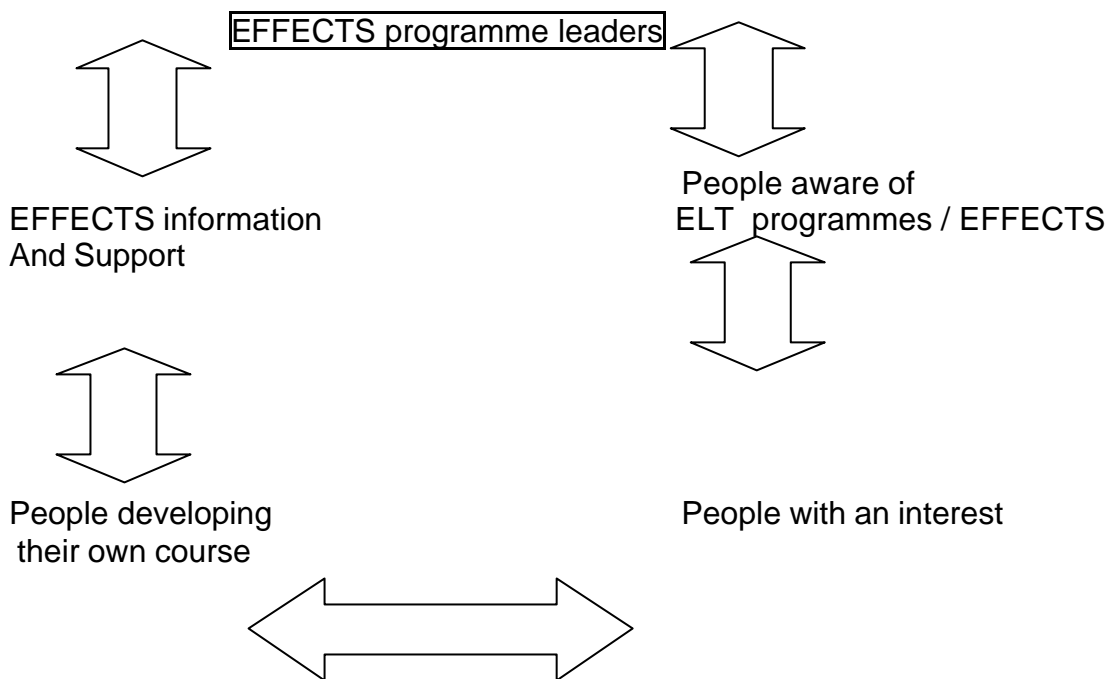 EFFECTS programme leaders
People aware of
ELT programmes / EFFECTS
EFFECTS information
And Support
People developing
their own course
People with an interest